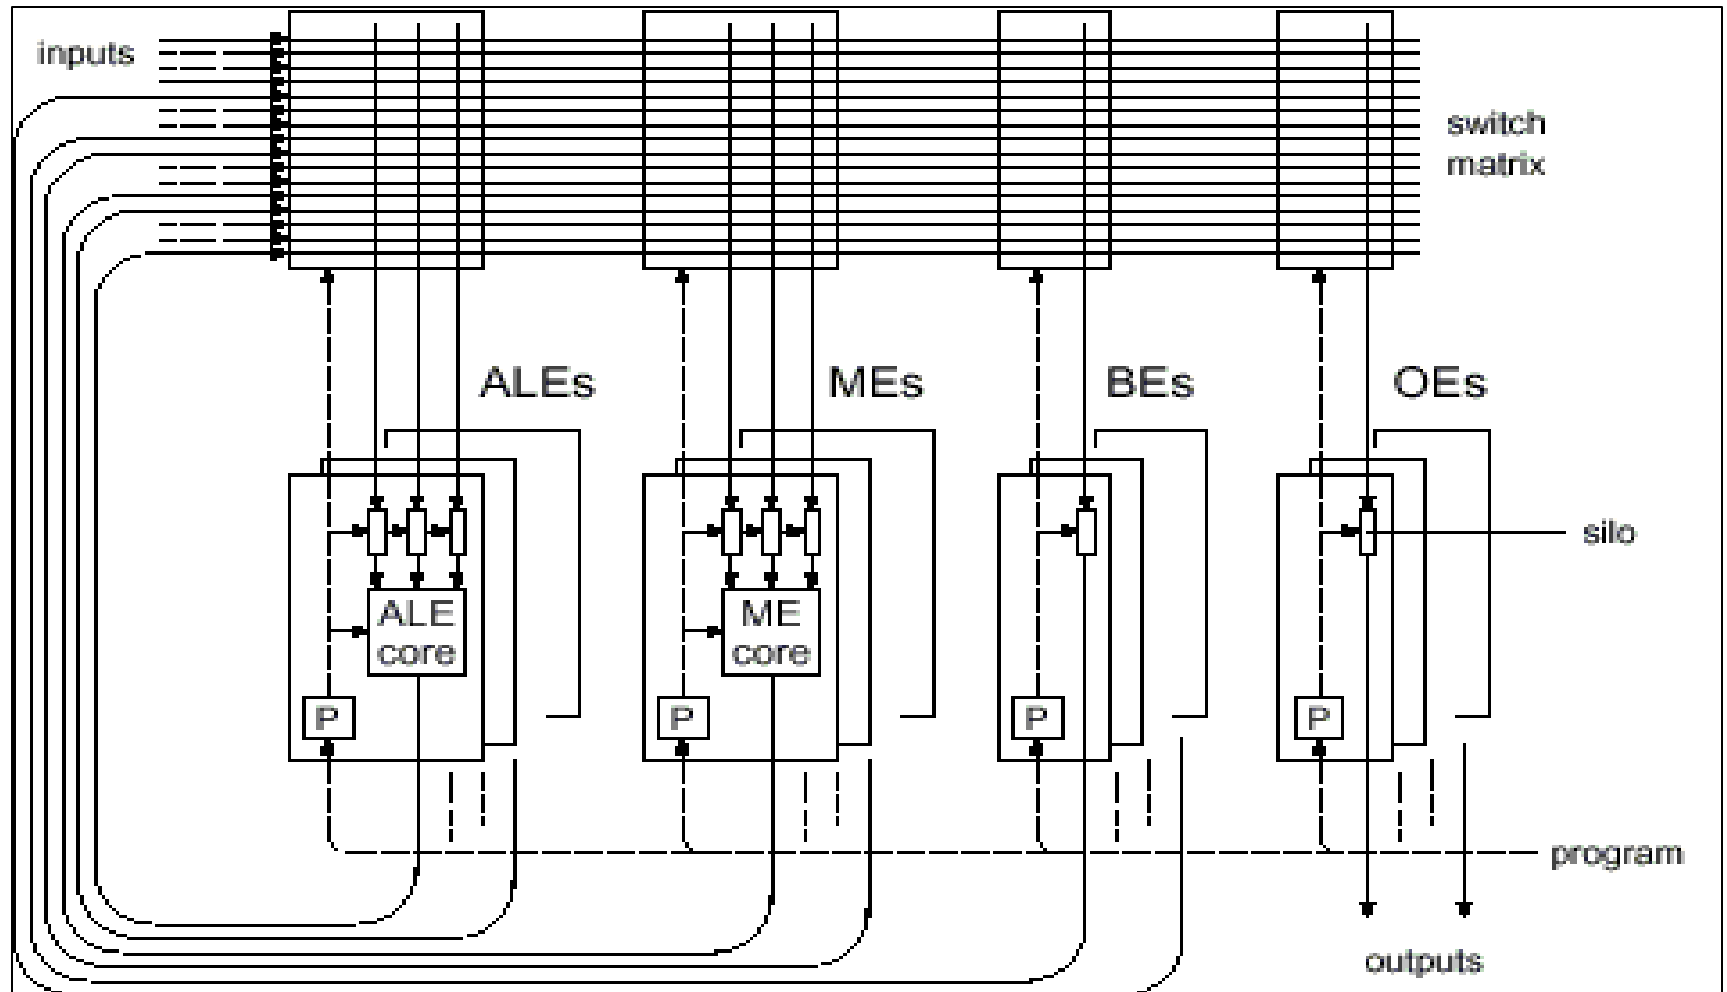 inputs
switch
matrix
ALEs
MEs
BEs
OEs
silo
ALE
core
ME
core
P
P
P
P
program
outputs